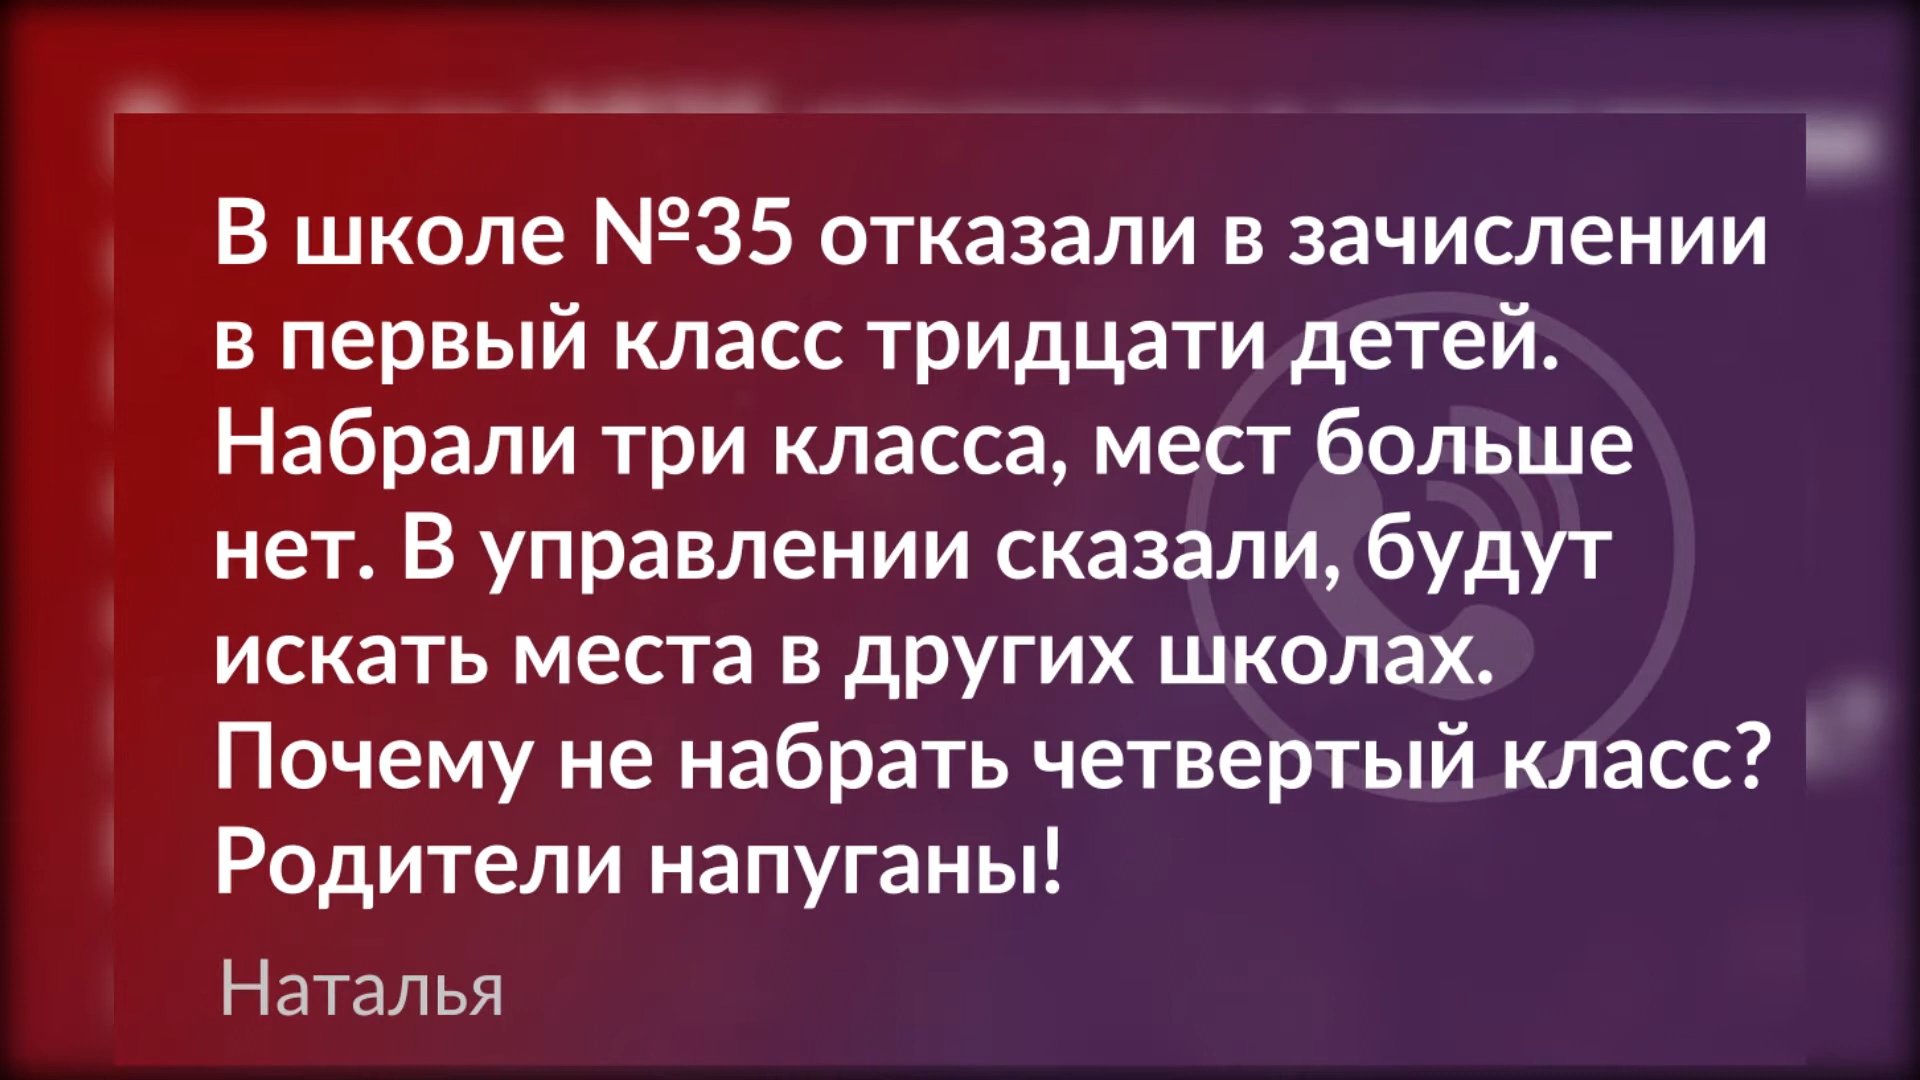 В школе №35 отказали в зачислении
в первый класс тридцати детей.
Набрали три класса, мест больше
нет. В управлении сказали, будут
искать места в других школах.
Почему не набрать четвертый класс?
Родители напуганы!
Наталья